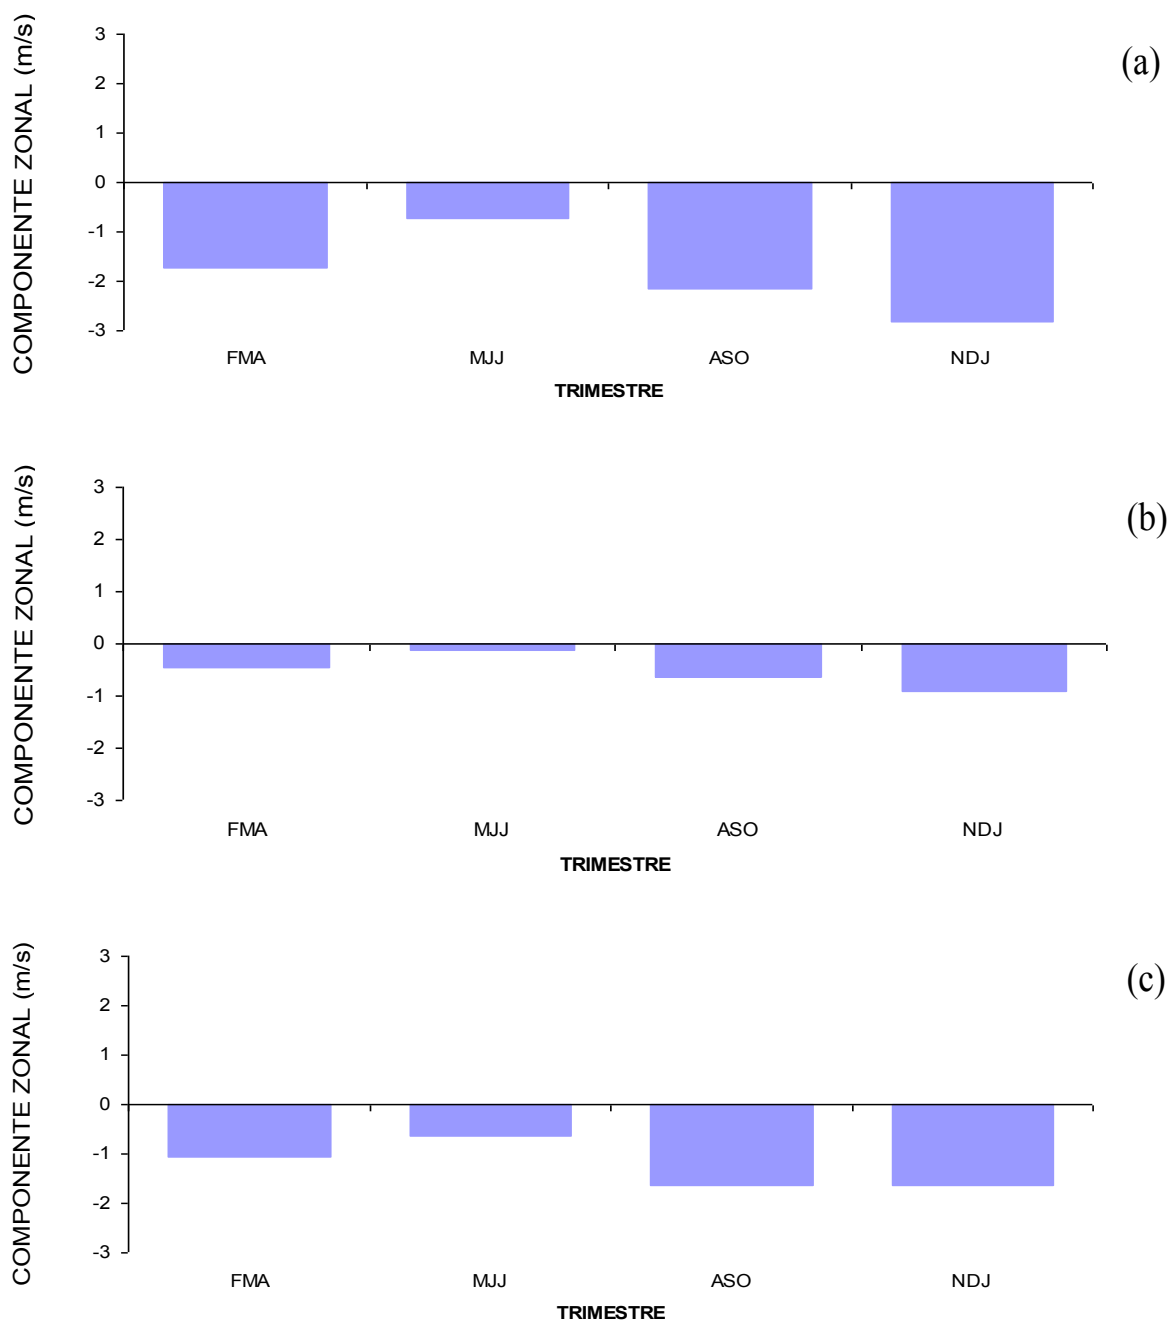 COMPONENTE ZONAL (m/s)
3
2
1
0
-1
-2
-3
FMA MJJ ASO NDJ
TRIMESTRE
(a)
COMPONENTE ZONAL (m/s)
3
2
1
0
-1
-2
-3
FMA MJJ ASO NDJ
TRIMESTRE
(b)
COMPONENTE ZONAL (m/s)
3
2
1
0
-1
-2
-3
FMA MJJ ASO NDJ
TRIMESTRE
(c)